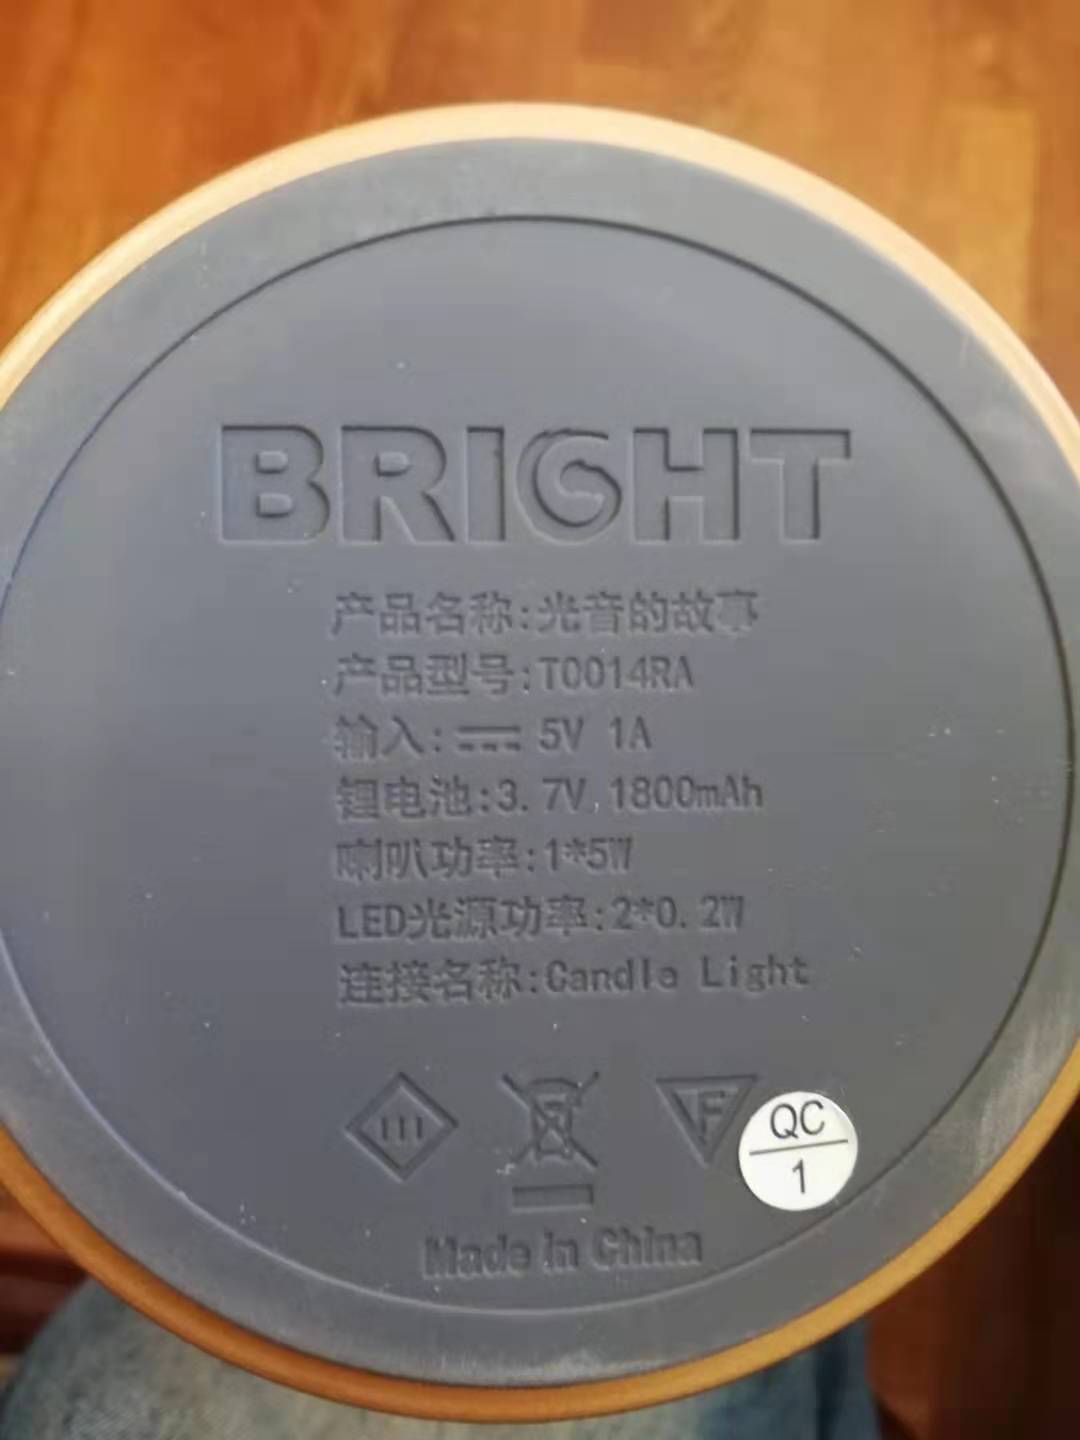 BRIGHT
产品名称:光音的故事
产品型号:T0014RA
输入:⎓ 5V 1A
锂电池:3.7V 1800mAh
喇叭功率:1*5W
LED光源功率:2*0.2W
连接名称:Candle Light
III
F
QC
1
Made in China